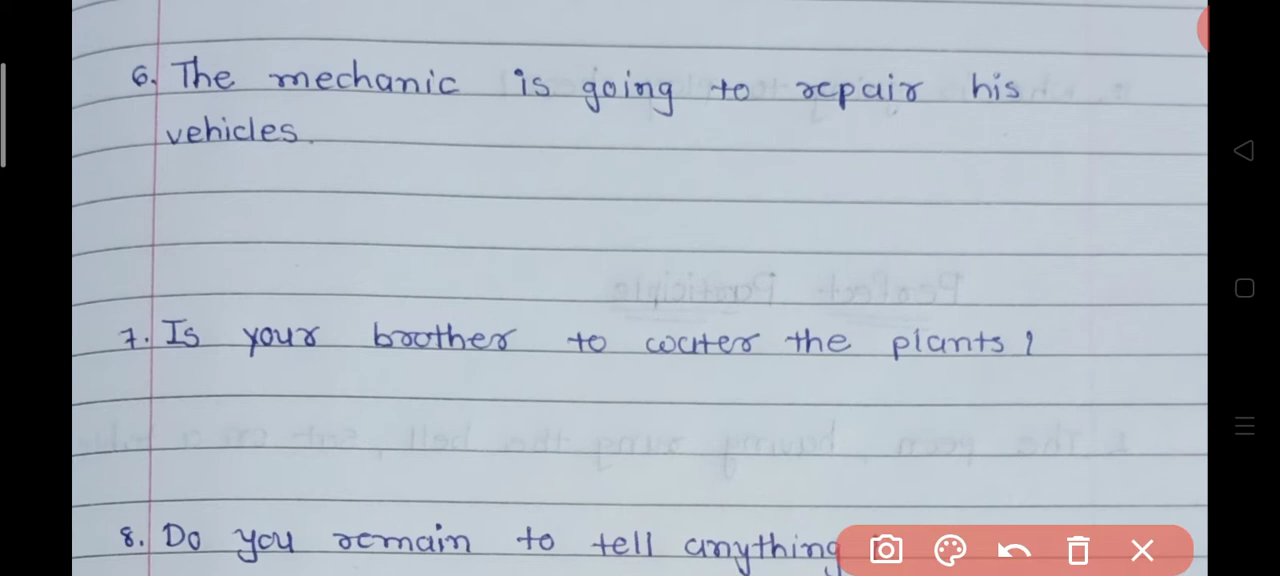 6. The mechanic is going to repair his
vehicles.
7. Is your brother to water the plants?
8. Do you remain to tell anything